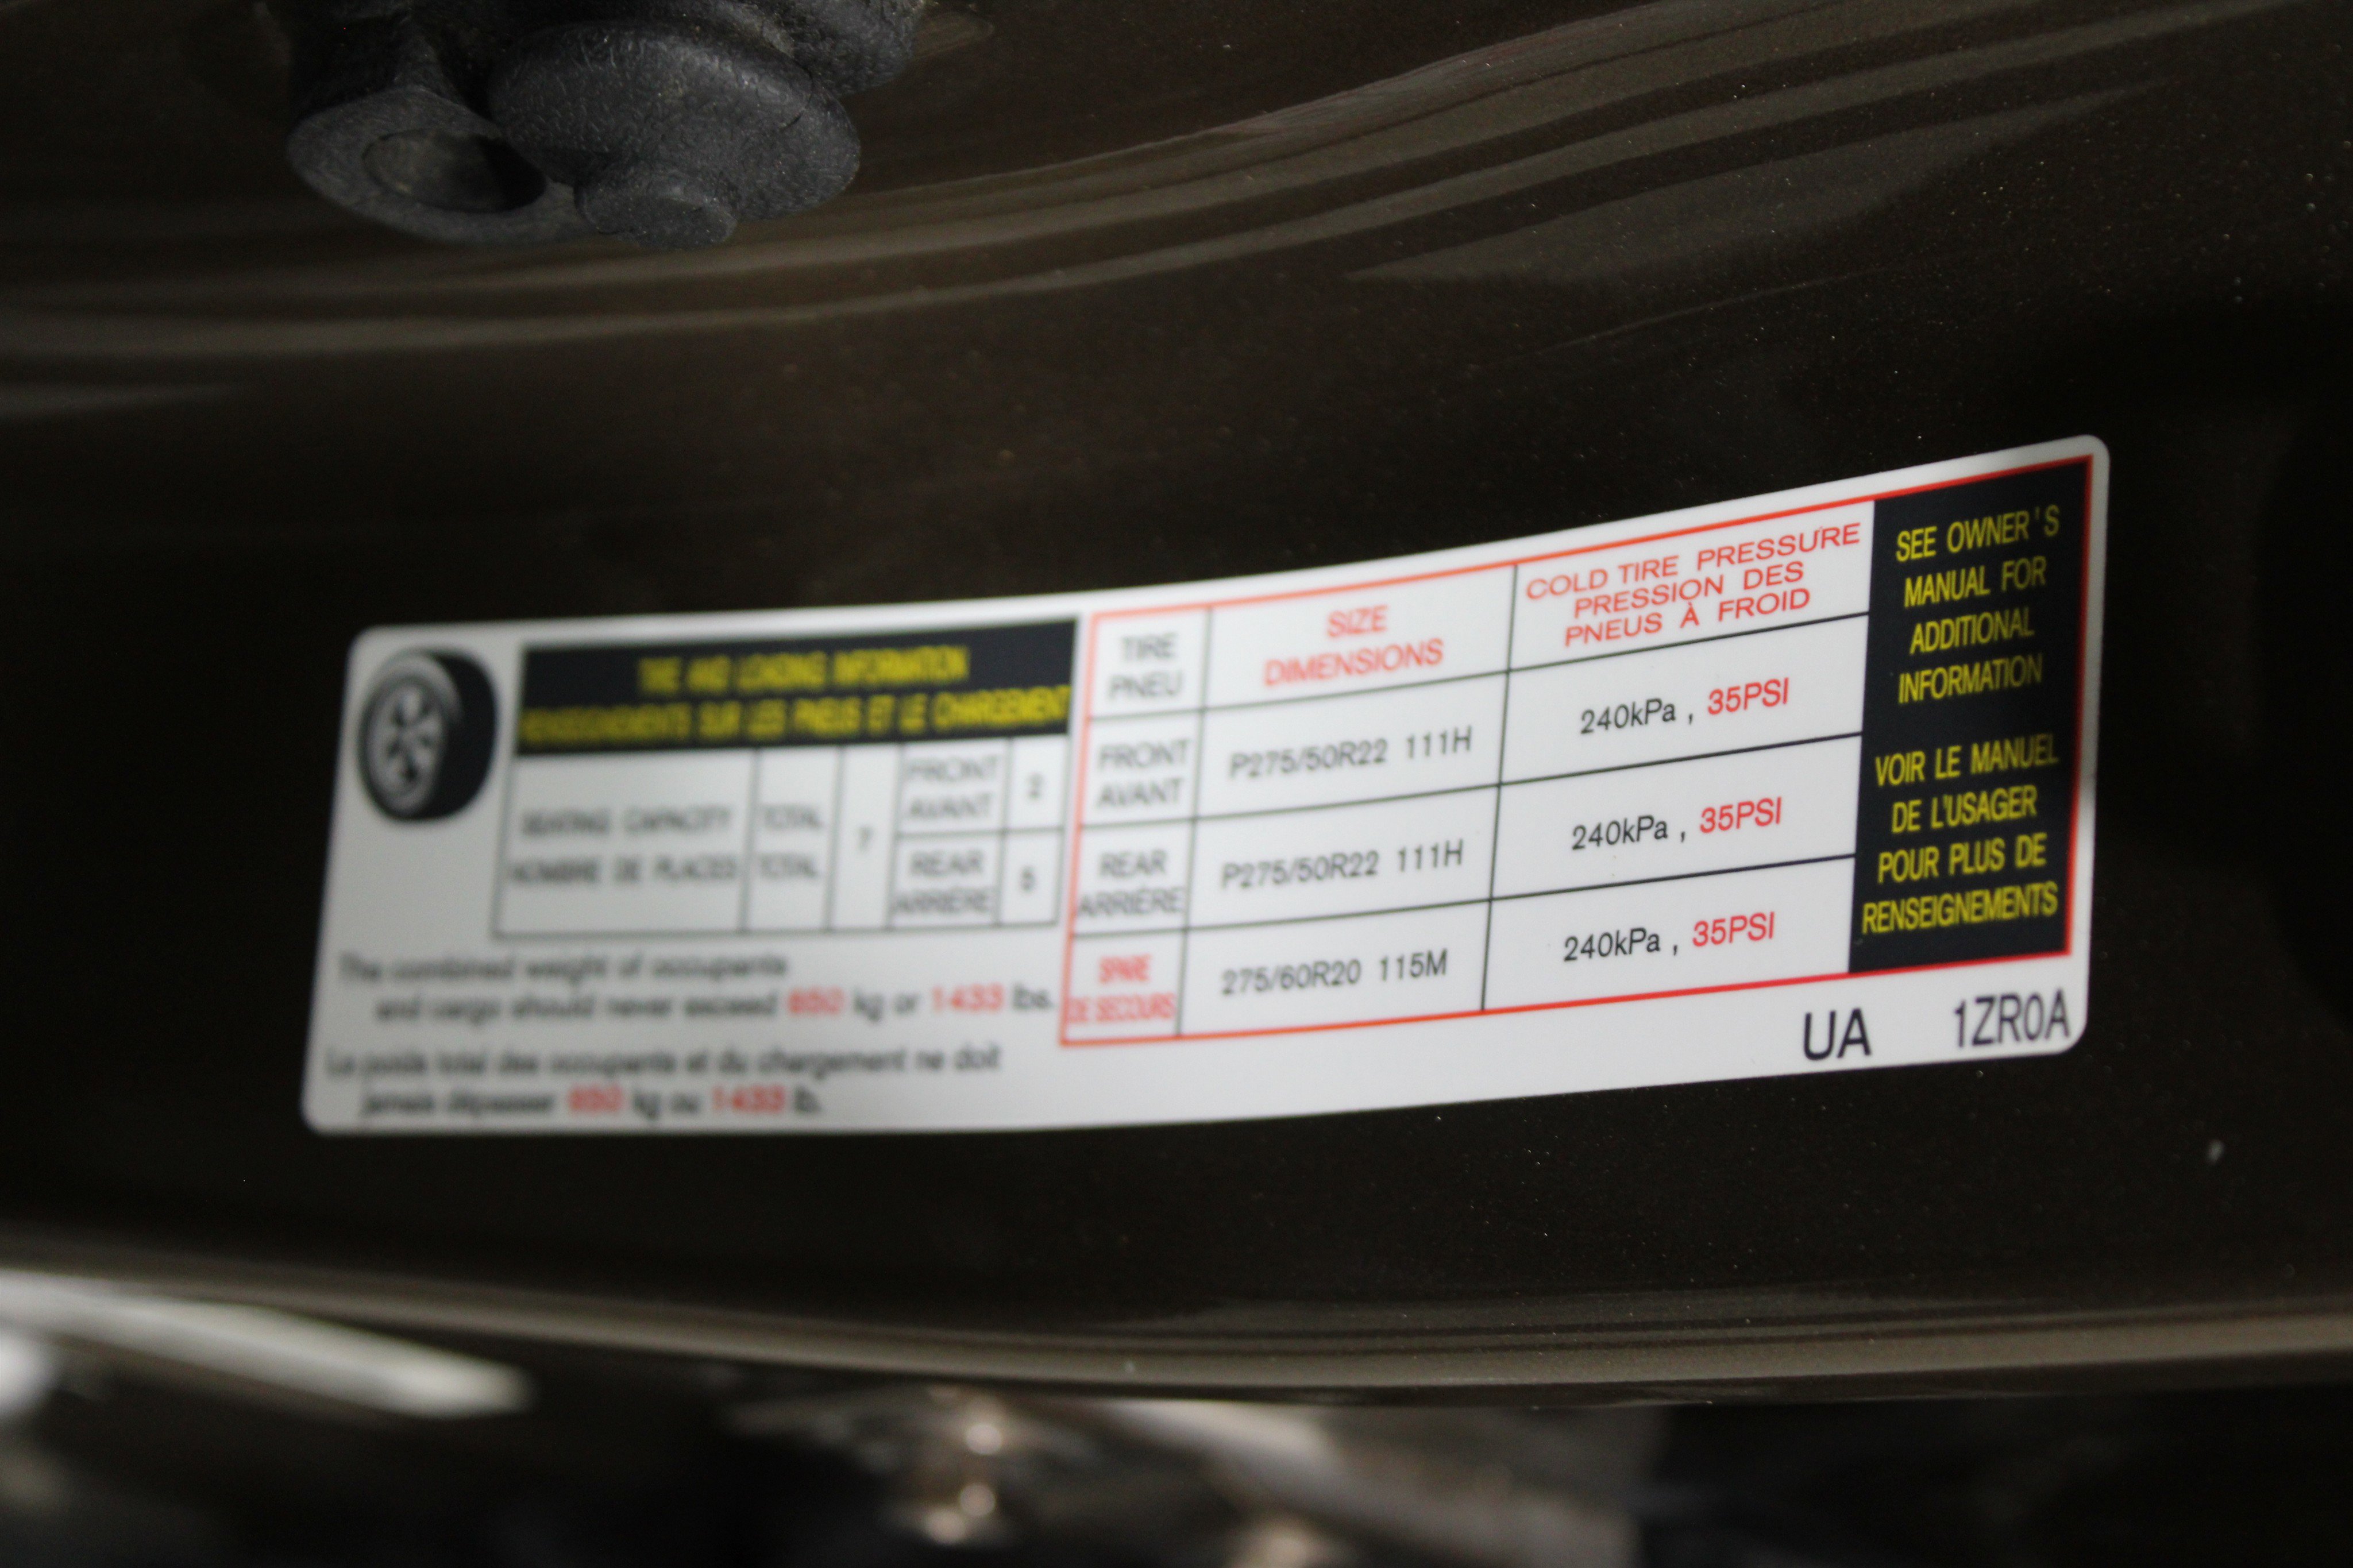 TIRE AND LOADING INFORMATION
RENSEIGNEMENTS SUR LES PNEUS ET LE CHARGEMENT
SEATING CAPACITY
NOMBRE DE PLACES
TOTAL
TOTAL
7
FRONT
AVANT
2
REAR
ARRIÈRE
5
The combined weight of occupants
and cargo should never exceed 650 kg or 1433 lbs.
Le poids total des occupants et du chargement ne doit
jamais dépasser 650 kg ou 1433 lb.
TIRE
PNEU
SIZE
DIMENSIONS
COLD TIRE PRESSURE
PRESSION DES
PNEUS À FROID
FRONT
AVANT
P275/50R22 111H
240kPa , 35PSI
REAR
ARRIÈRE
P275/50R22 111H
240kPa , 35PSI
SPARE
DE SECOURS
275/60R20 115M
240kPa , 35PSI
SEE OWNER'S
MANUAL FOR
ADDITIONAL
INFORMATION
VOIR LE MANUEL
DE L'USAGER
POUR PLUS DE
RENSEIGNEMENTS
UA 1ZR0A